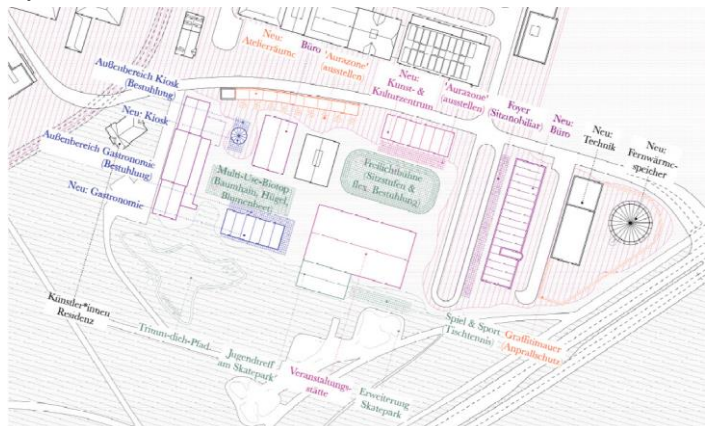 Außenbereich Kiosk
(Bestuhlung)
Neu: Kiosk
Außenbereich Gastronomie
(Bestuhlung)
Neu: Gastronomie
Neu:
Atelierräume
Büro
'Aurazone'
(ausstellen)
Neu:
Kunst- &
Kulturzentrum
'Aurazone'
(ausstellen)
Foyer
(Sitzmobiliar)
Neu:
Büro
Neu:
Technik
Neu:
Fernwärme-
speicher
Multi-Use-Biotop
(Baumhain, Hügel,
Blumenbeet)
Freilichtbühne
(Sitzstufen &
flex. Bestuhlung)
Künstler*innen
Residenz
Trimm-dich-Pfad
Jugendtreff
am Skatepark
Veranstaltungs-
stätte
Erweiterung
Skatepark
Spiel & Sport
(Tischtennis)
Graffitimauer
(Anprallschutz)